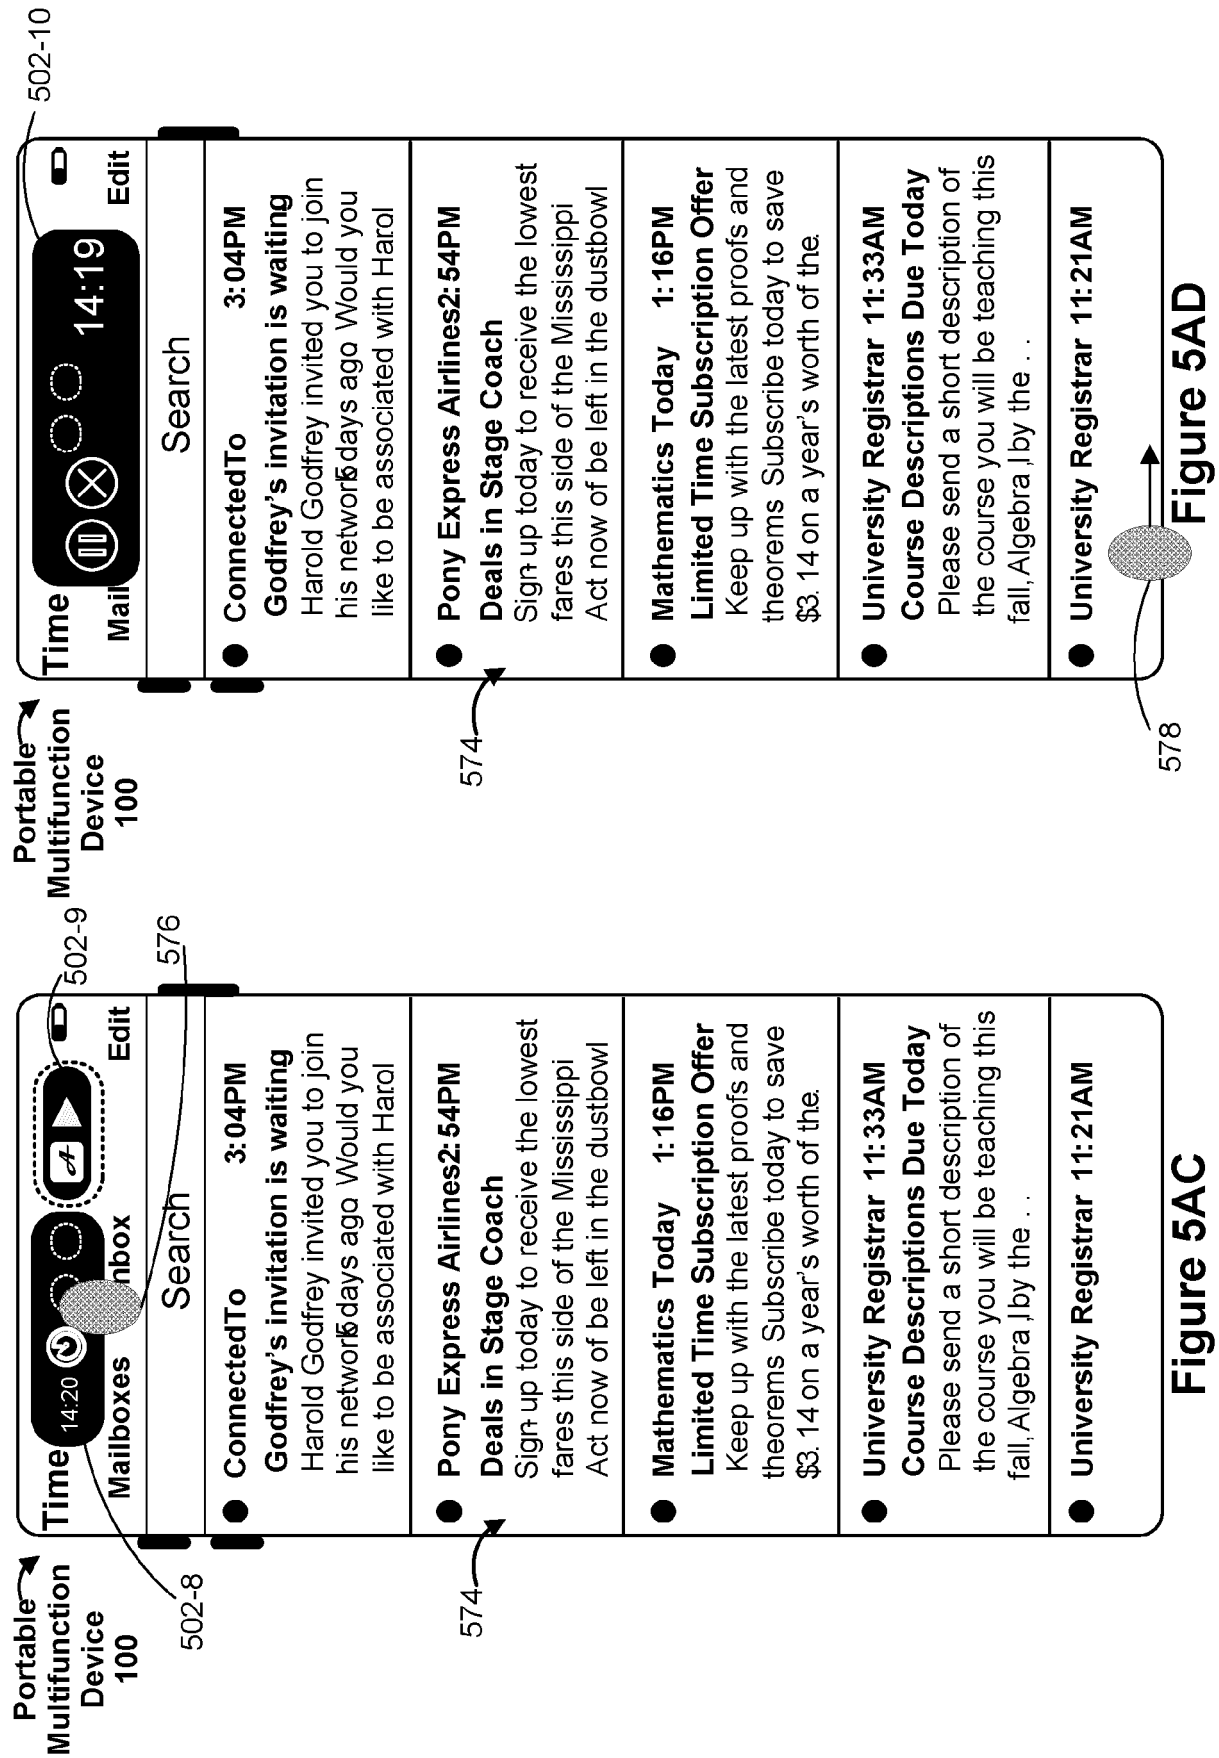 Portable
Multifunction
Device
100
502-8
Time
14:20
502-9
576
Mailboxes
nbox
Edit
Search
ConnectedTo 3:04PM
Godfrey's invitation is waiting
Harold Godfrey invited you to join
his network 5 days ago Would you
like to be associated with Harol
574
Pony Express Airlines2:54PM
Deals in Stage Coach
Sign up today to receive the lowest
fares this side of the Mississippi
Act now of be left in the dustbowl
Mathematics Today 1:16PM
Limited Time Subscription Offer
Keep up with the latest proofs and
theorems Subscribe today to save
$3.14 on a year's worth of the.
University Registrar 11:33AM
Course Descriptions Due Today
Please send a short description of
the course you will be teaching this
fall, Algebra, I by the . .
University Registrar 11:21AM
Figure 5AC
Portable
Multifunction
Device
100
502-10
Time
14:19
Mail
Edit
Search
ConnectedTo 3:04PM
Godfrey's invitation is waiting
Harold Godfrey invited you to join
his network 5 days ago Would you
like to be associated with Harol
574
Pony Express Airlines2:54PM
Deals in Stage Coach
Sign up today to receive the lowest
fares this side of the Mississippi
Act now of be left in the dustbowl
Mathematics Today 1:16PM
Limited Time Subscription Offer
Keep up with the latest proofs and
theorems Subscribe today to save
$3.14 on a year's worth of the.
University Registrar 11:33AM
Course Descriptions Due Today
Please send a short description of
the course you will be teaching this
fall, Algebra, I by the . .
University Registrar 11:21AM
578
Figure 5AD